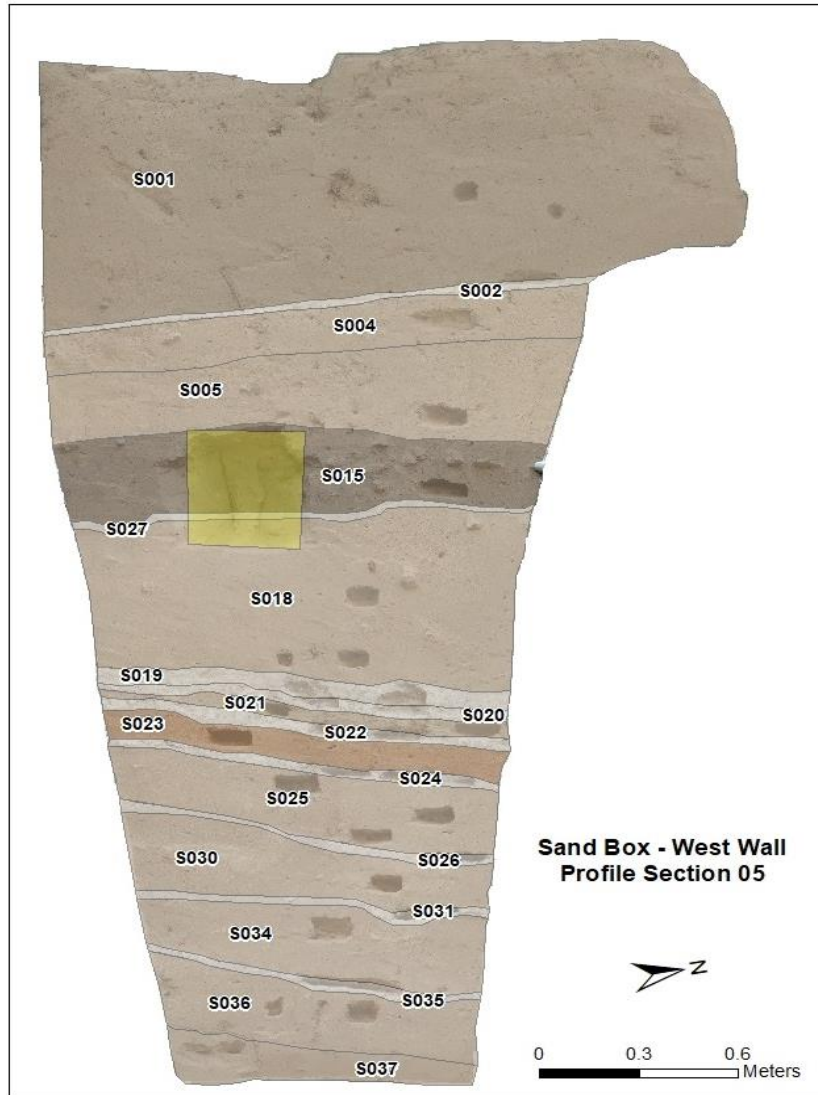 S001
S002
S004
S005
S015
S027
S018
S019
S021
S020
S023
S022
S024
S025
S026
S030
S031
S034
S035
S036
S037
Sand Box - West Wall
Profile Section 05
N
0 0.3 0.6
Meters